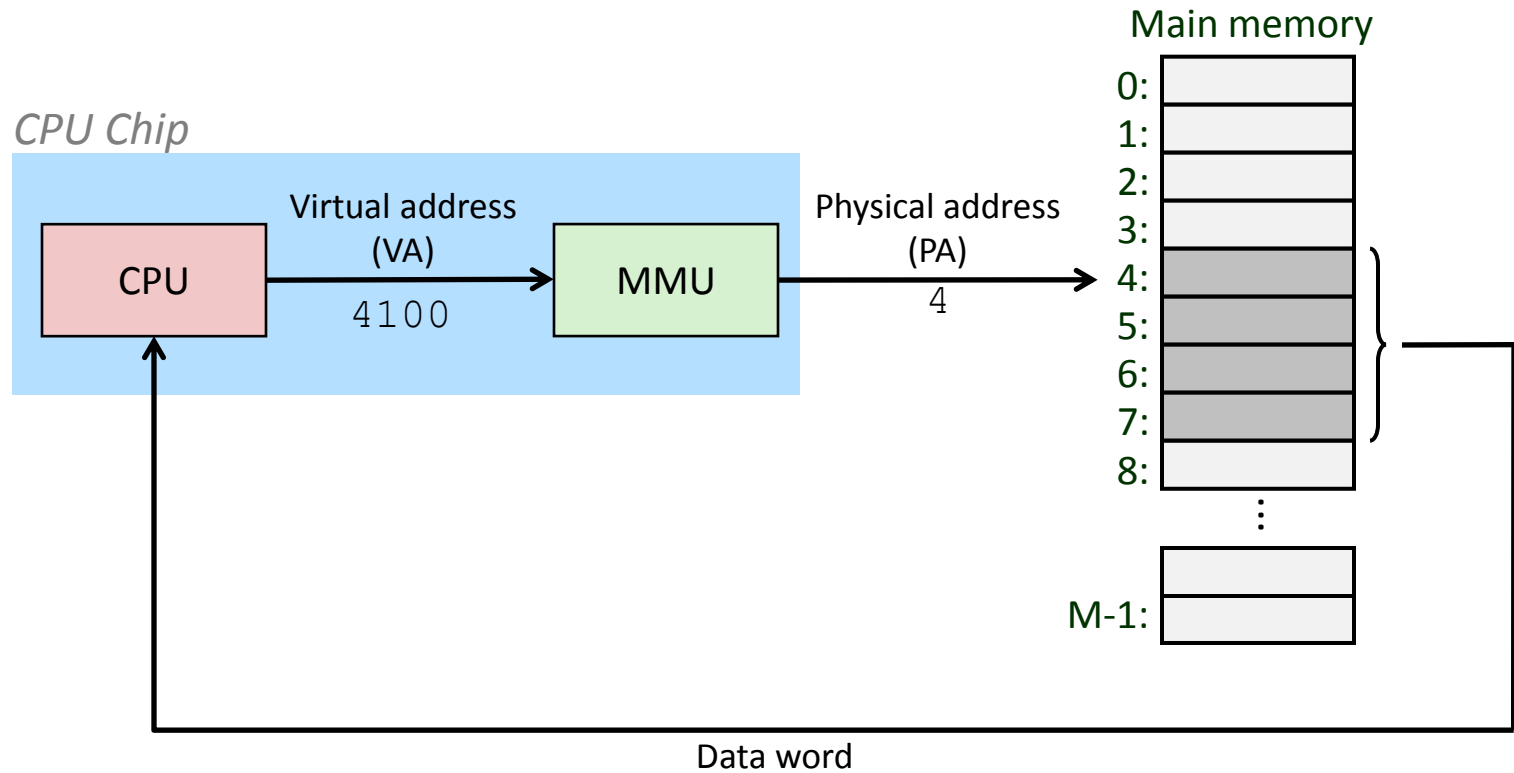 Main memory
CPU Chip
Virtual address
(VA)
4100
Physical address
(PA)
4
CPU
MMU
0:
1:
2:
3:
4:
5:
6:
7:
8:
...
M-1:
Data word